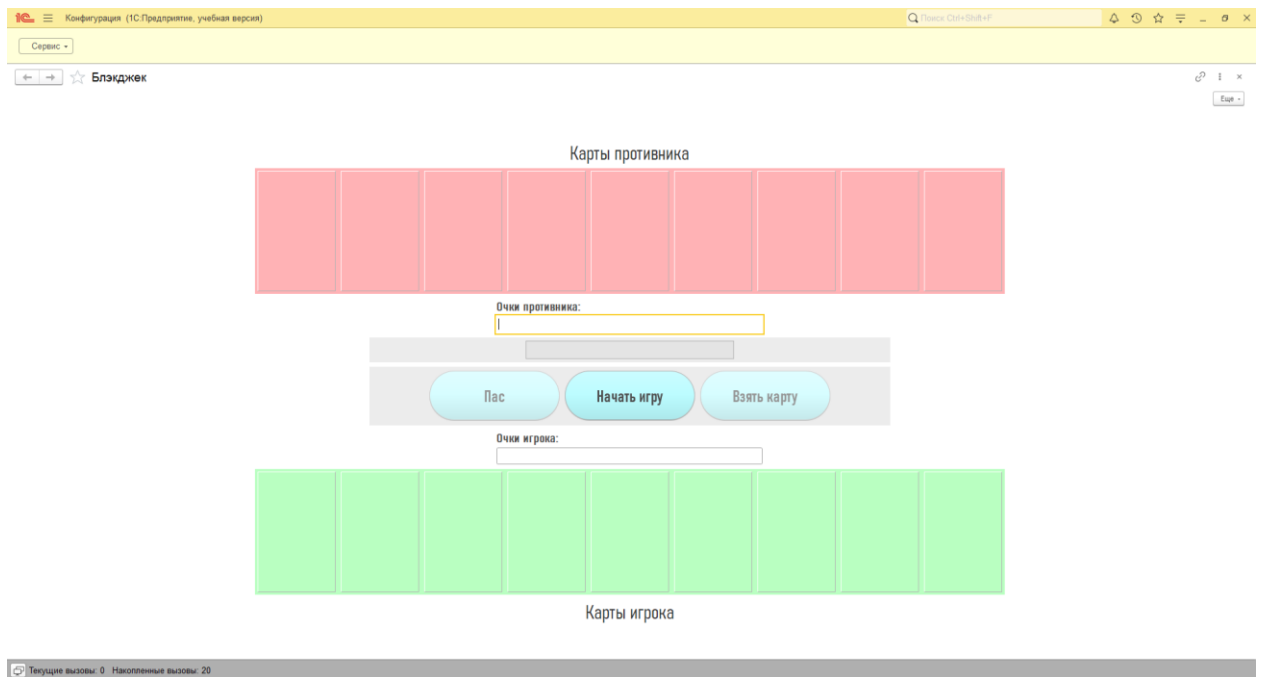 1С Конфигурация (1С:Предприятие, учебная версия) Поиск Ctrl+Shift+F
Сервис
Блэкджек
Еще
Карты противника
Очки противника:
Пас Начать игру Взять карту
Очки игрока:
Карты игрока
Текущие вызовы: 0 Накопленные вызовы: 20